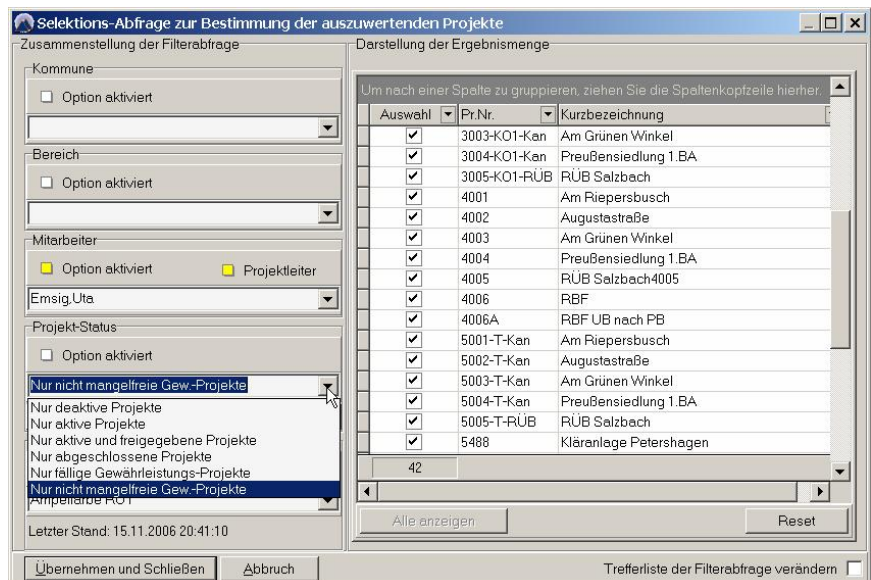 Selektions-Abfrage zur Bestimmung der auszuwertenden Projekte
Zusammenstellung der Filterabfrage
Kommune
Option aktiviert
Bereich
Option aktiviert
Mitarbeiter
Option aktiviert Projektleiter
Emsig,Uta
Projekt-Status
Option aktiviert
Nur nicht mangelfreie Gew.-Projekte
Nur deaktive Projekte
Nur aktive Projekte
Nur aktive und freigegebene Projekte
Nur abgeschlossene Projekte
Nur fällige Gewährleistungs-Projekte
Nur nicht mangelfreie Gew.-Projekte
Ampelfarbe ROT
Letzter Stand: 15.11.2006 20:41:10
Darstellung der Ergebnismenge
Um nach einer Spalte zu gruppieren, ziehen Sie die Spaltenkopfzeile hierher.
Auswahl Pr.Nr. Kurzbezeichnung
3003-KO1-Kan Am Grünen Winkel
3004-KO1-Kan Preußensiedlung 1.BA
3005-KO1-RÜB RÜB Salzbach
4001 Am Riepersbusch
4002 Augustastraße
4003 Am Grünen Winkel
4004 Preußensiedlung 1.BA
4005 RÜB Salzbach4005
4006 RBF
4006A RBF UB nach PB
5001-T-Kan Am Riepersbusch
5002-T-Kan Augustastraße
5003-T-Kan Am Grünen Winkel
5004-T-Kan Preußensiedlung 1.BA
5005-T-RÜB RÜB Salzbach
5488 Kläranlage Petershagen
42
Alle anzeigen Reset
Übernehmen und Schließen Abbruch Trefferliste der Filterabfrage verändern